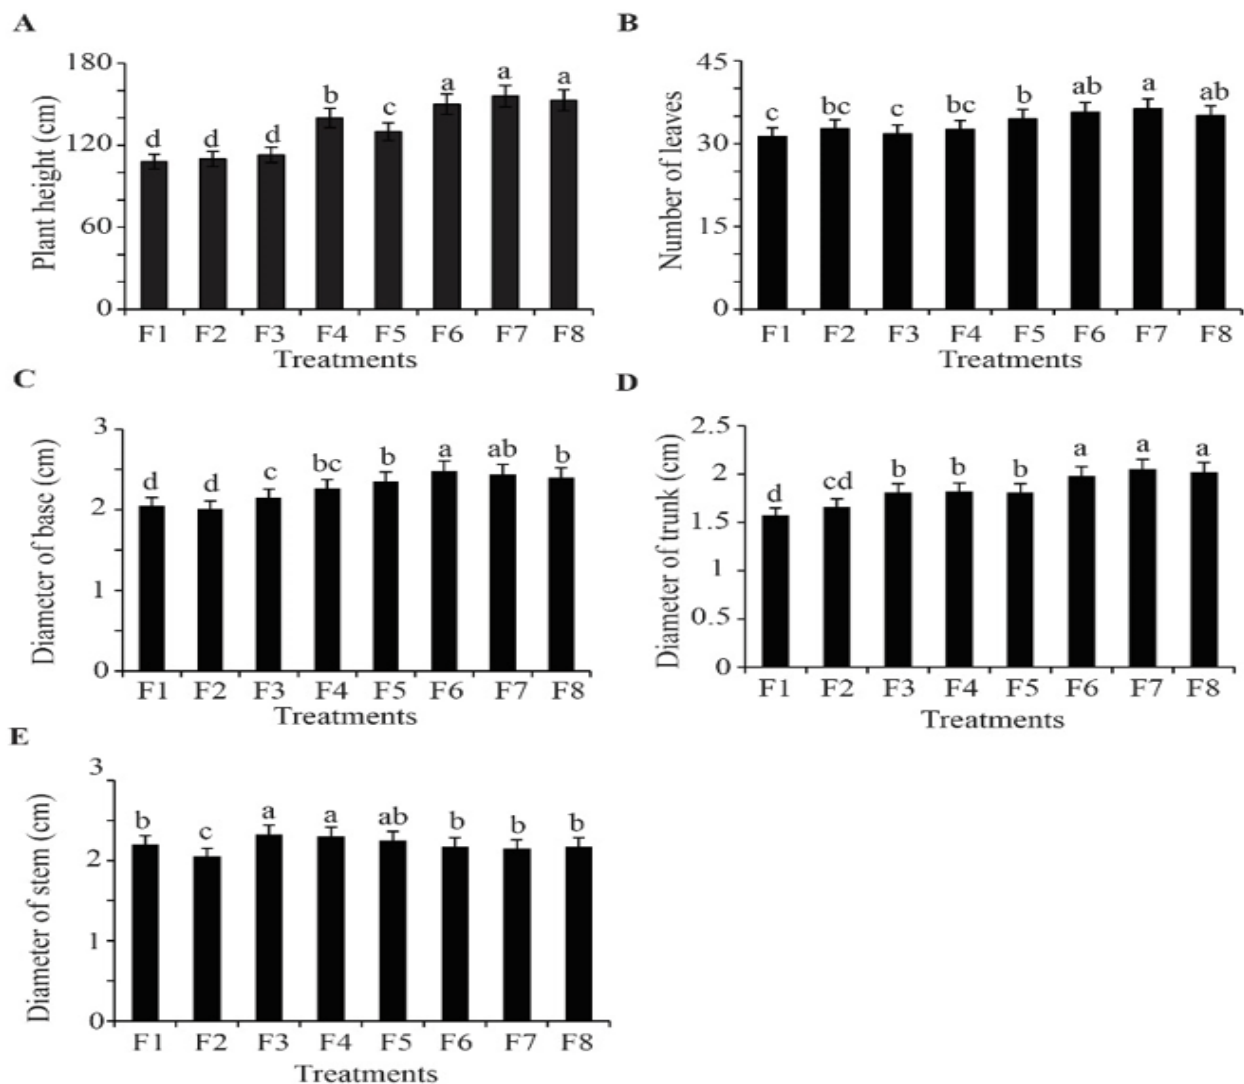 A
Plant height (cm)
180
120
60
0
d d d b c a a a
F1 F2 F3 F4 F5 F6 F7 F8
Treatments
B
Number of leaves
45
30
15
0
c bc c bc b ab a ab
F1 F2 F3 F4 F5 F6 F7 F8
Treatments
C
Diameter of base (cm)
3
2
1
0
d d c bc b a ab b
F1 F2 F3 F4 F5 F6 F7 F8
Treatments
D
Diameter of trunk (cm)
2.5
2
1.5
1
0.5
0
d cd b b b a a a
F1 F2 F3 F4 F5 F6 F7 F8
Treatments
E
Diameter of stem (cm)
3
2
1
0
b c a a ab b b b
F1 F2 F3 F4 F5 F6 F7 F8
Treatments